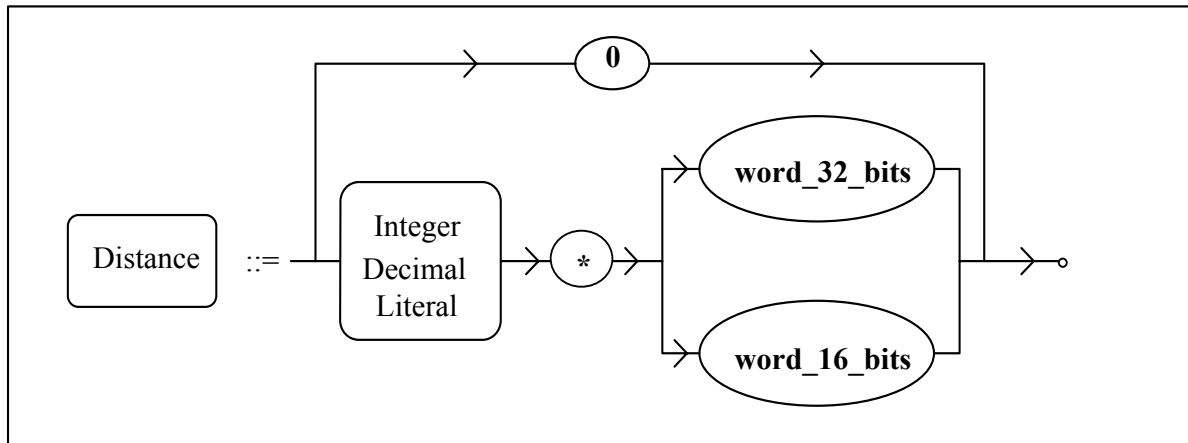 0
word_32_bits
Distance ::=
Integer
Decimal
Literal
*
word_16_bits